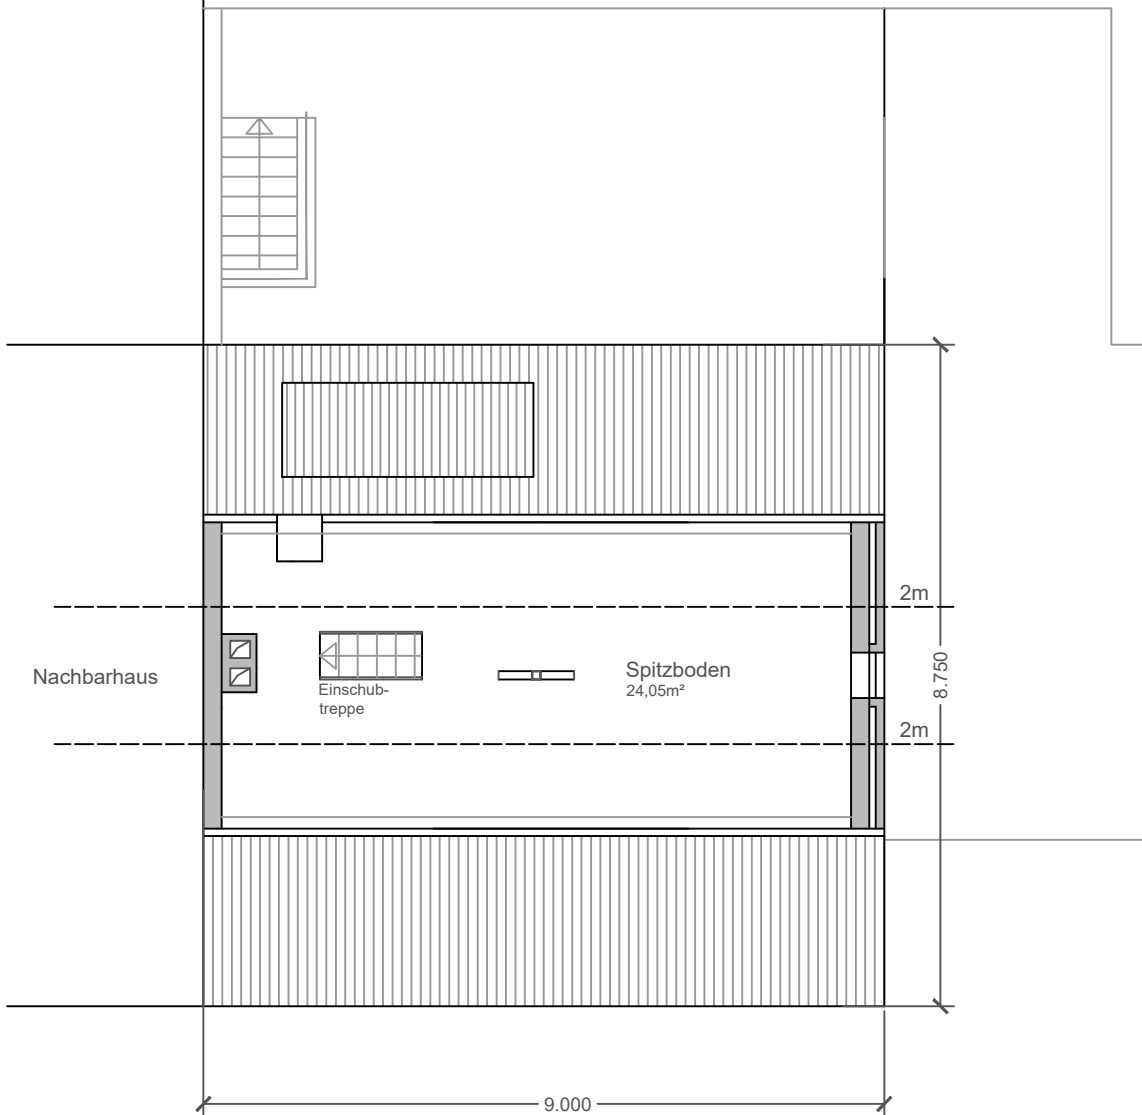 2m
Nachbarhaus
Spitzboden
24,05m²
Einschub-
treppe
8.750
2m
9.000